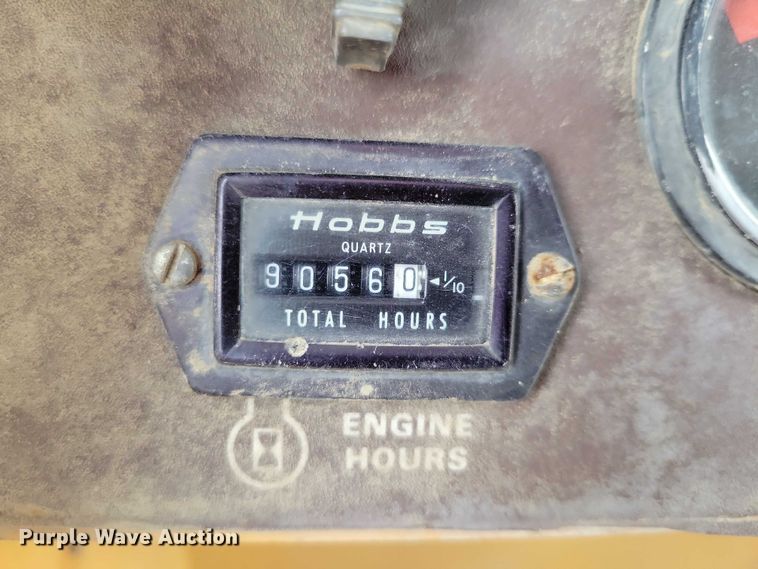 Hobbs
QUARTZ
90560 ◄ 1/10
TOTAL HOURS
ENGINE
HOURS
Purple Wave Auction